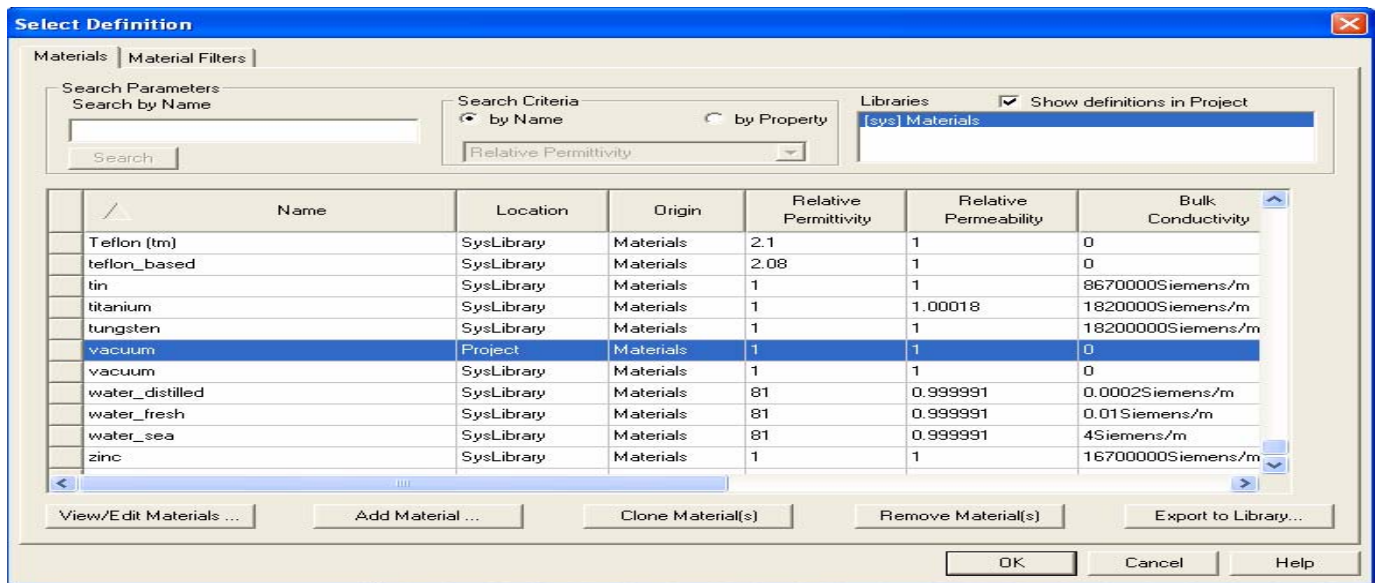 Select Definition
Materials Material Filters
Search Parameters
Search by Name
Search
Search Criteria
by Name by Property
Relative Permittivity
Libraries Show definitions in Project
[sys] Materials
Name Location Origin Relative Permittivity Relative Permeability Bulk Conductivity
Teflon (tm) SysLibrary Materials 2.1 1 0
teflon_based SysLibrary Materials 2.08 1 0
tin SysLibrary Materials 1 1 8670000Siemens/m
titanium SysLibrary Materials 1 1.00018 1820000Siemens/m
tungsten SysLibrary Materials 1 1 18200000Siemens/m
vacuum Project Materials 1 1 0
vacuum SysLibrary Materials 1 1 0
water_distilled SysLibrary Materials 81 0.999991 0.0002Siemens/m
water_fresh SysLibrary Materials 81 0.999991 0.01Siemens/m
water_sea SysLibrary Materials 81 0.999991 4Siemens/m
zinc SysLibrary Materials 1 1 16700000Siemens/m
View/Edit Materials ... Add Material ... Clone Material(s) Remove Material(s) Export to Library...
OK Cancel Help